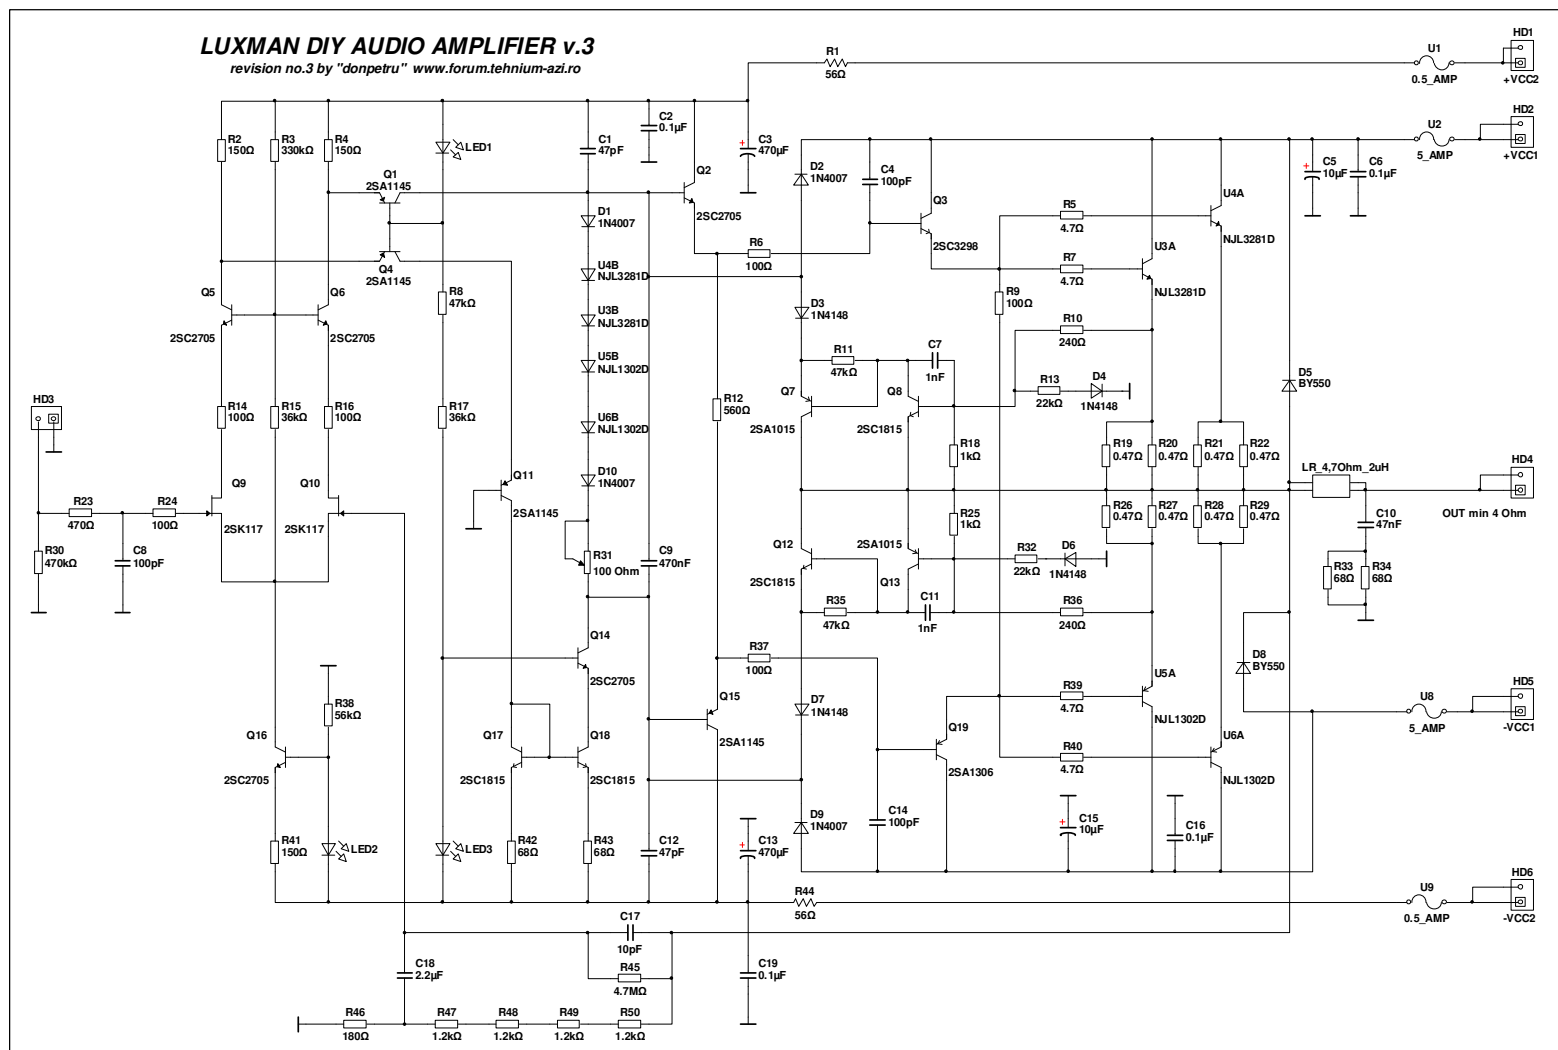 LUXMAN DIY AUDIO AMPLIFIER v.3
revision no.3 by "donpetru" www.forum.tehnium-azi.ro
R1
56Ω
U1
0.5_AMP
HD1
+VCC2
R2
150Ω
R3
330kΩ
R4
150Ω
LED1
C1
47pF
C2
0.1µF
C3
470µF
D2
1N4007
C4
100pF
U2
5_AMP
HD2
+VCC1
C5
10µF
C6
0.1µF
Q1
2SA1145
Q2
2SC2705
Q3
2SC3298
R5
4.7Ω
U4A
NJL3281D
D1
1N4007
Q4
2SA1145
R6
100Ω
R7
4.7Ω
U3A
NJL3281D
U4B
NJL3281D
Q5
2SC2705
Q6
2SC2705
R8
47kΩ
U3B
NJL3281D
D3
1N4148
R9
100Ω
R10
240Ω
U5B
NJL1302D
R11
47kΩ
C7
1nF
R13
22kΩ
D4
1N4148
D5
BY550
HD3
R14
100Ω
R15
36kΩ
R16
100Ω
R17
36kΩ
U6B
NJL1302D
R12
560Ω
Q7
2SA1015
Q8
2SC1815
R18
1kΩ
R19
0.47Ω
R20
0.47Ω
R21
0.47Ω
R22
0.47Ω
D10
1N4007
LR_4,7Ohm_2uH
HD4
OUT min 4 Ohm
R23
470Ω
R24
100Ω
Q9
2SK117
Q10
2SK117
Q11
2SA1145
R25
1kΩ
R26
0.47Ω
R27
0.47Ω
R28
0.47Ω
R29
0.47Ω
C10
47nF
R30
470kΩ
C8
100pF
R31
100 Ohm
C9
470nF
Q12
2SC1815
2SA1015
Q13
R32
22kΩ
D6
1N4148
R33
68Ω
R34
68Ω
R35
47kΩ
C11
1nF
R36
240Ω
Q14
2SC2705
R37
100Ω
D8
BY550
R38
56kΩ
Q15
2SA1145
D7
1N4148
R39
4.7Ω
U5A
NJL1302D
U8
5_AMP
HD5
-VCC1
Q16
2SC2705
Q17
2SC1815
Q18
2SC1815
Q19
2SA1306
R40
4.7Ω
U6A
NJL1302D
R41
150Ω
LED2
LED3
R42
68Ω
R43
68Ω
C12
47pF
C13
470µF
D9
1N4007
C14
100pF
C15
10µF
C16
0.1µF
R44
56Ω
U9
0.5_AMP
HD6
-VCC2
C17
10pF
C18
2.2µF
R45
4.7MΩ
C19
0.1µF
R46
180Ω
R47
1.2kΩ
R48
1.2kΩ
R49
1.2kΩ
R50
1.2kΩ